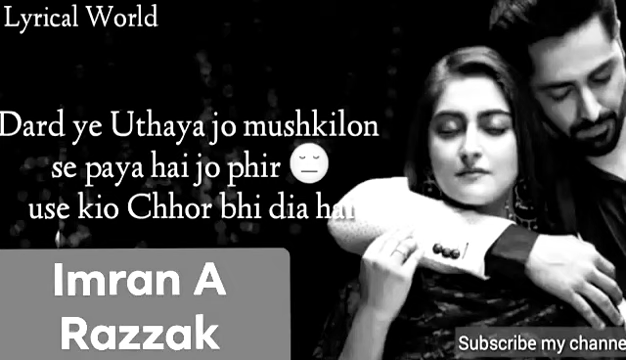 Lyrical World
Dard ye Uthaya jo mushkilon
se paya hai jo phir
use kio Chhor bhi dia hai
Imran A
Razzak
Subscribe my channe